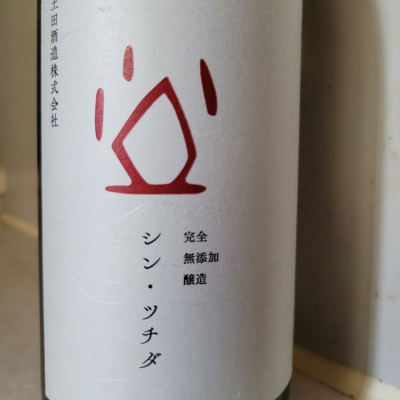 土田酒造株式会社
完全
無添加
醸造
シン・ツチダ